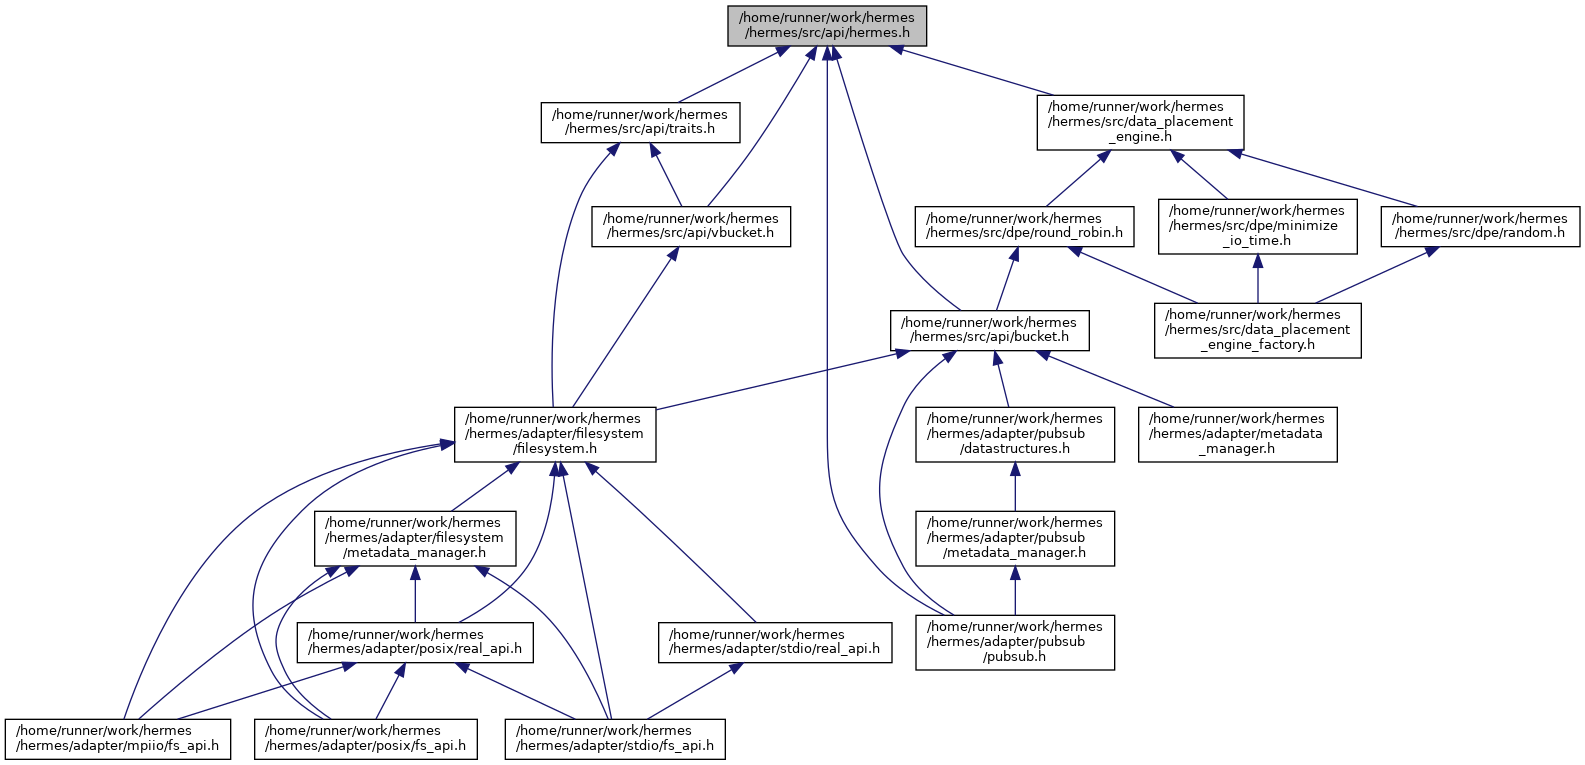 /home/runner/work/hermes
/hermes/src/api/hermes.h
/home/runner/work/hermes
/hermes/src/api/traits.h
/home/runner/work/hermes
/hermes/src/data_placement
_engine.h
/home/runner/work/hermes
/hermes/src/api/vbucket.h
/home/runner/work/hermes
/hermes/src/dpe/round_robin.h
/home/runner/work/hermes
/hermes/src/dpe/minimize
_io_time.h
/home/runner/work/hermes
/hermes/src/dpe/random.h
/home/runner/work/hermes
/hermes/src/api/bucket.h
/home/runner/work/hermes
/hermes/src/data_placement
_engine_factory.h
/home/runner/work/hermes
/hermes/adapter/filesystem
/filesystem.h
/home/runner/work/hermes
/hermes/adapter/pubsub
/datastructures.h
/home/runner/work/hermes
/hermes/adapter/metadata
_manager.h
/home/runner/work/hermes
/hermes/adapter/filesystem
/metadata_manager.h
/home/runner/work/hermes
/hermes/adapter/pubsub
/metadata_manager.h
/home/runner/work/hermes
/hermes/adapter/posix/real_api.h
/home/runner/work/hermes
/hermes/adapter/stdio/real_api.h
/home/runner/work/hermes
/hermes/adapter/pubsub
/pubsub.h
/home/runner/work/hermes
/hermes/adapter/mpiio/fs_api.h
/home/runner/work/hermes
/hermes/adapter/posix/fs_api.h
/home/runner/work/hermes
/hermes/adapter/stdio/fs_api.h